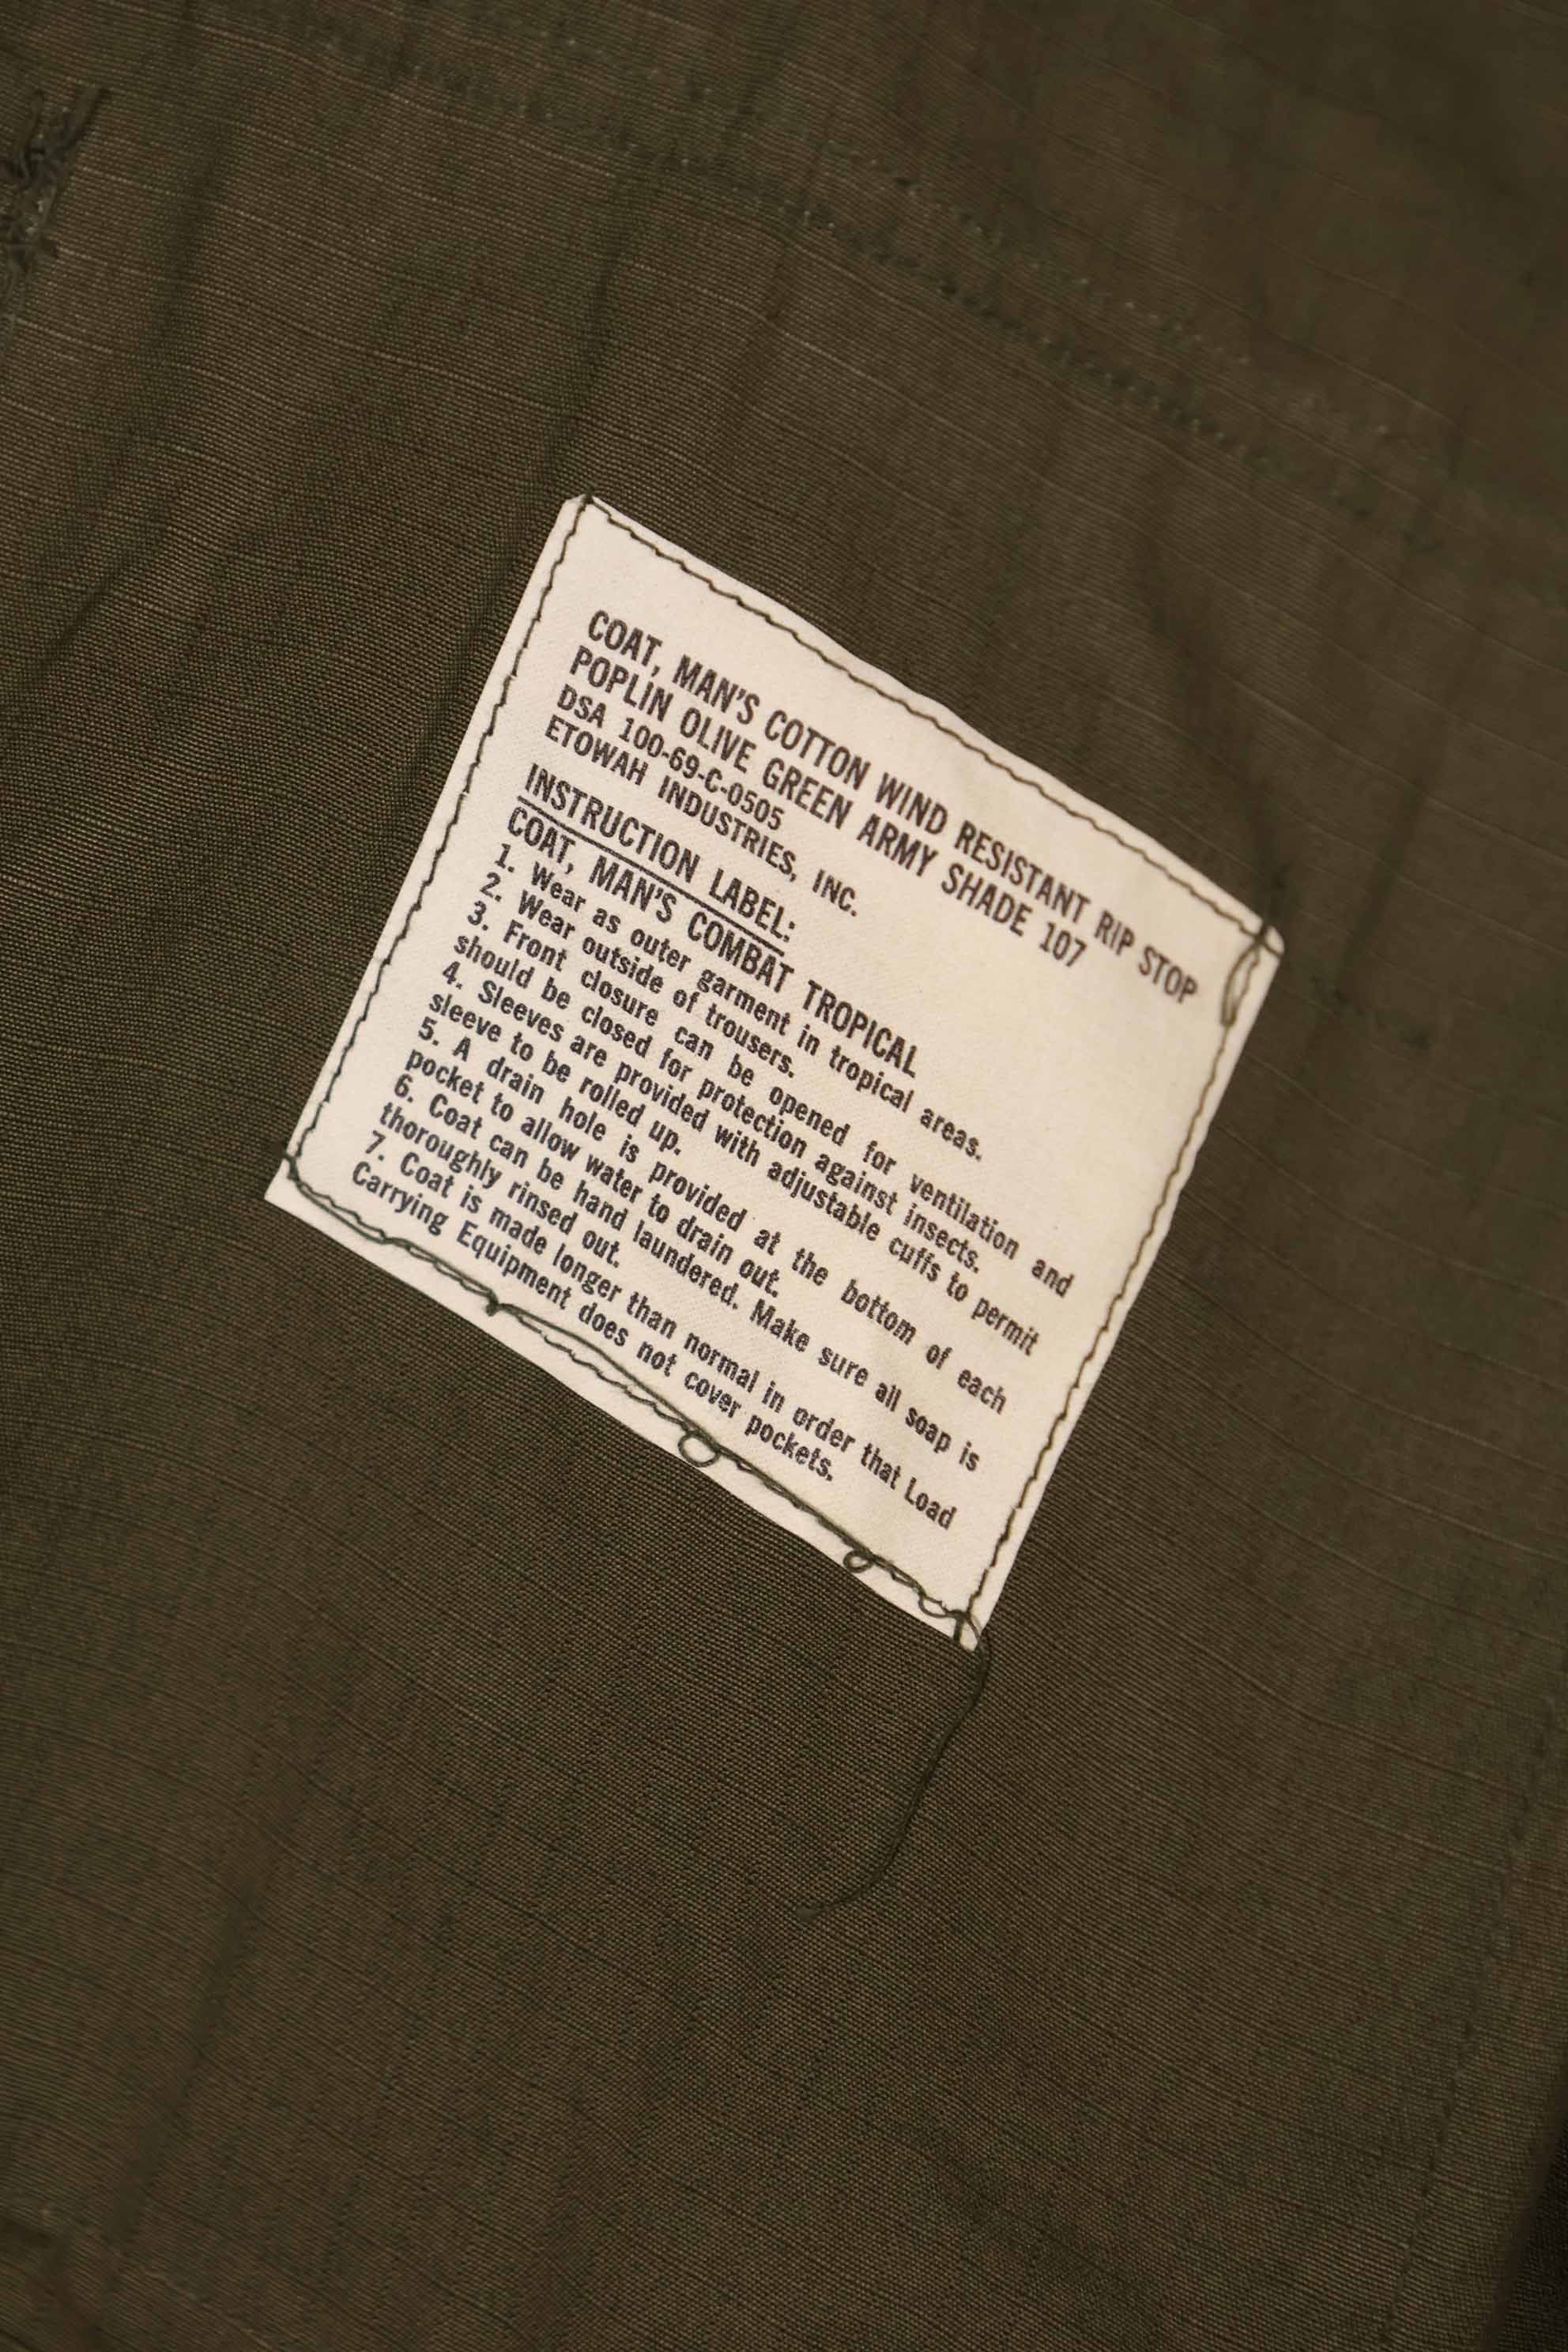 COAT, MAN'S COTTON WIND RESISTANT RIP STOP
POPLIN OLIVE GREEN ARMY SHADE 107
DSA 100-69-C-0505
ETOWAH INDUSTRIES, INC.
INSTRUCTION LABEL:
COAT, MAN'S COMBAT TROPICAL
1. Wear as outer garment in tropical areas.
2. Wear outside of trousers.
3. Front closure can be opened for ventilation and
should be closed for protection against insects.
4. Sleeves are provided with adjustable cuffs to permit
sleeve to be rolled up.
5. A drain hole is provided at the bottom of each
pocket to allow water to drain out.
6. Coat can be hand laundered. Make sure all soap is
thoroughly rinsed out.
7. Coat is made longer than normal in order that Load
Carrying Equipment does not cover pockets.